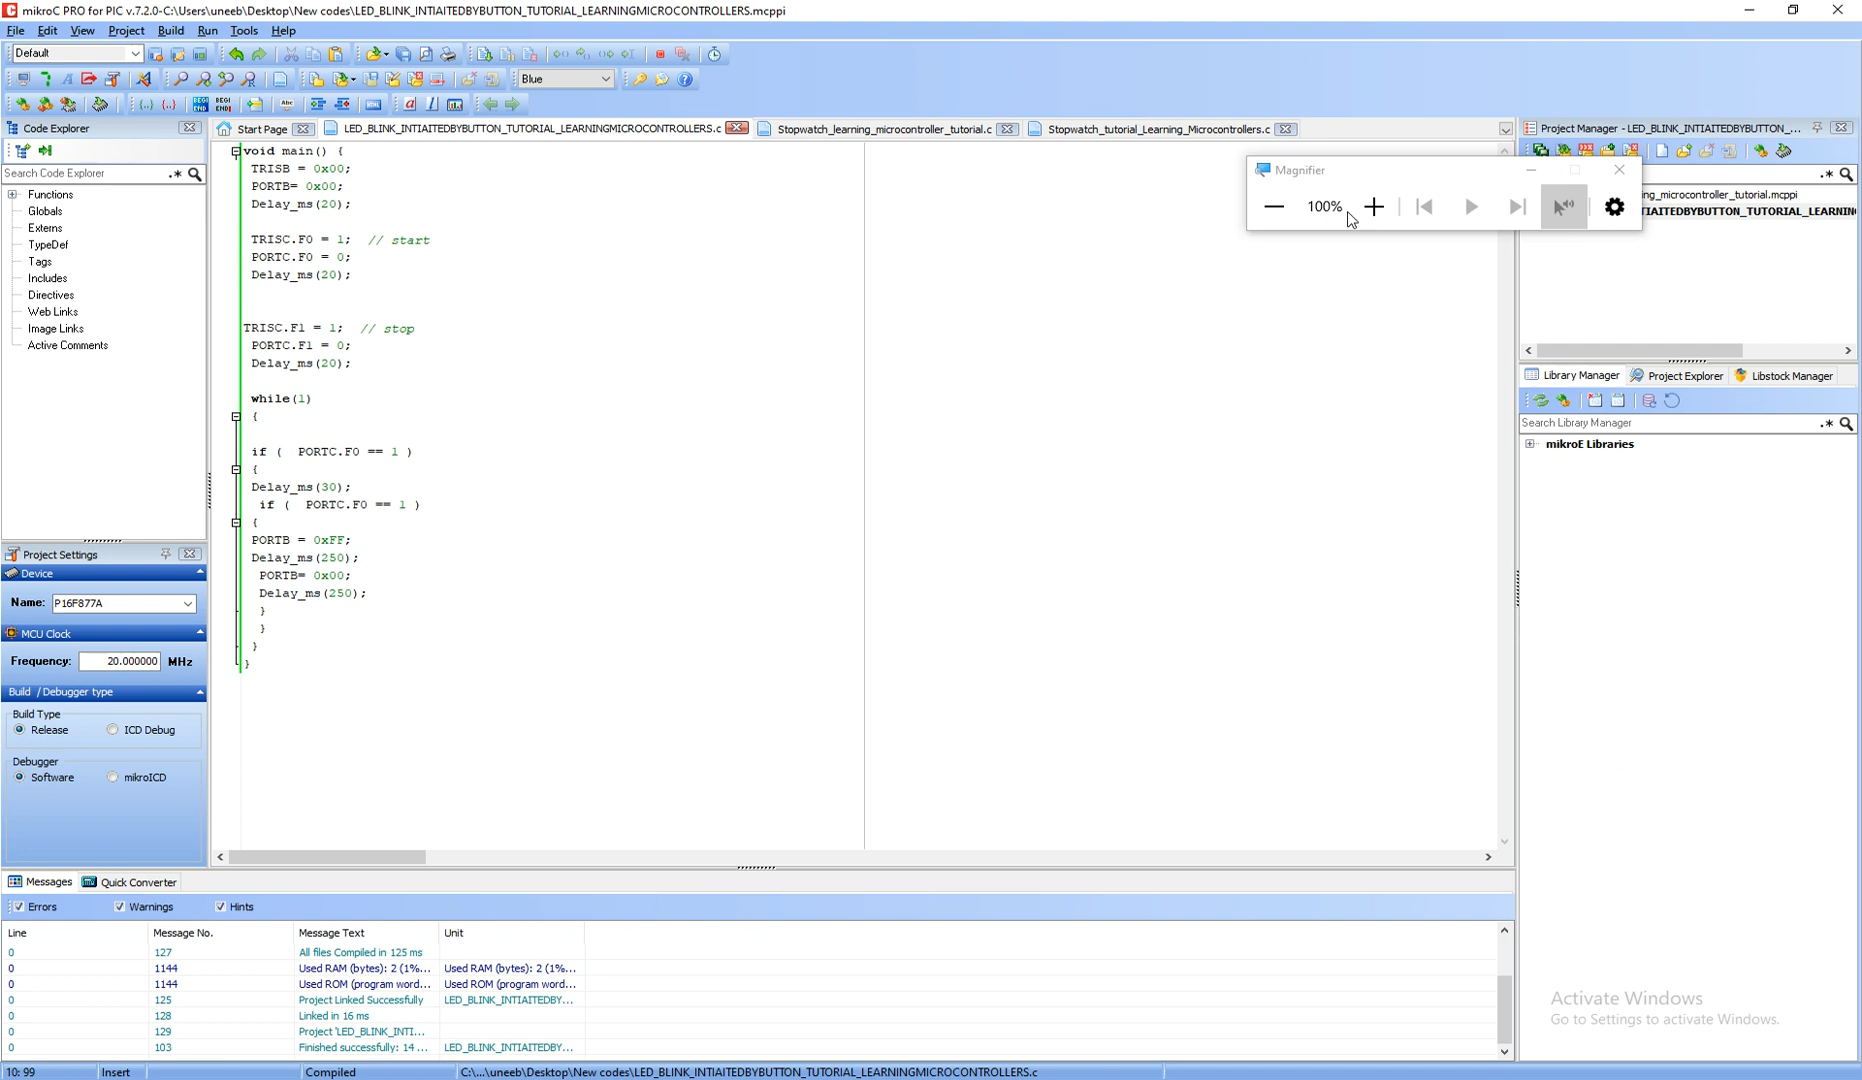 mikroC PRO for PIC v.7.2.0-C:\Users\uneeb\Desktop\New codes\LED_BLINK_INTIAITEDBYBUTTON_TUTORIAL_LEARNINGMICROCONTROLLERS.mcppi
File Edit View Project Build Run Tools Help
Default
Blue
Code Explorer
Start Page
LED_BLINK_INTIAITEDBYBUTTON_TUTORIAL_LEARNINGMICROCONTROLLERS.c
Stopwatch_learning_microcontroller_tutorial.c
Stopwatch_tutorial_Learning_Microcontrollers.c
Project Manager - LED_BLINK_INTIAITEDBYBUTTON_...
Search Code Explorer
Functions
Globals
Externs
TypeDef
Tags
Includes
Directives
Web Links
Image Links
Active Comments
void main() {
TRISB = 0x00;
PORTB= 0x00;
Delay_ms(20);
TRISC.F0 = 1; // start
PORTC.F0 = 0;
Delay_ms(20);
TRISC.F1 = 1; // stop
PORTC.F1 = 0;
Delay_ms(20);
while(1)
{
if ( PORTC.F0 == 1 )
{
Delay_ms(30);
if ( PORTC.F0 == 1 )
{
PORTB = 0xFF;
Delay_ms(250);
PORTB= 0x00;
Delay_ms(250);
}
}
}
}
Magnifier
100%
ing_microcontroller_tutorial.mcppi
TIAITEDBYBUTTON_TUTORIAL_LEARNIN
Library Manager Project Explorer Libstock Manager
Search Library Manager
mikroE Libraries
Project Settings
Device
Name: P16F877A
MCU Clock
Frequency: 20.000000 MHz
Build / Debugger type
Build Type
Release ICD Debug
Debugger
Software mikroICD
Messages Quick Converter
Errors Warnings Hints
Line Message No. Message Text Unit
0 127 All files Compiled in 125 ms
0 1144 Used RAM (bytes): 2 (1%... Used RAM (bytes): 2 (1%...
0 1144 Used ROM (program word... Used ROM (program word...
0 125 Project Linked Successfully LED_BLINK_INTIAITEDBY...
0 128 Linked in 16 ms
0 129 Project 'LED_BLINK_INTI...
0 103 Finished successfully: 14 ... LED_BLINK_INTIAITEDBY...
Activate Windows
Go to Settings to activate Windows.
10: 99 Insert Compiled C:\...\uneeb\Desktop\New codes\LED_BLINK_INTIAITEDBYBUTTON_TUTORIAL_LEARNINGMICROCONTROLLERS.c